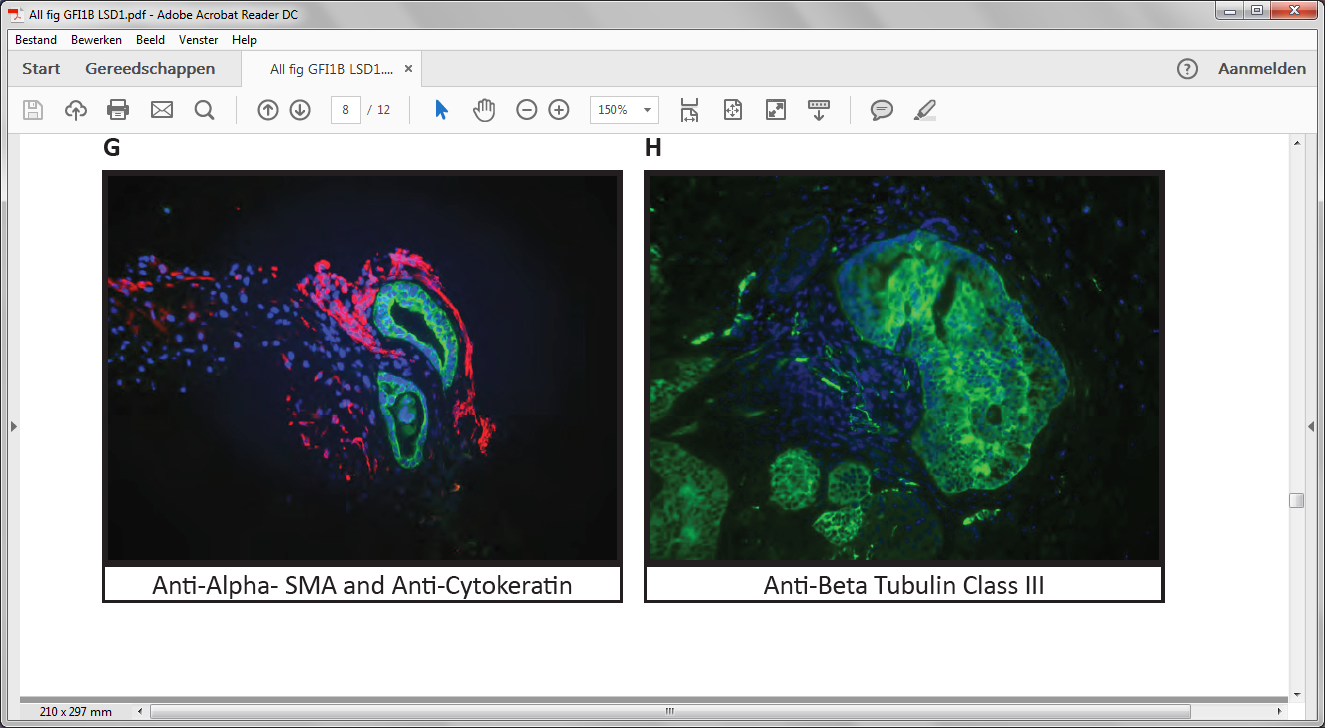 All fig GFI1B LSD1.pdf - Adobe Acrobat Reader DC
Bestand Bewerken Beeld Venster Help
Start Gereedschappen All fig GFI1B LSD1.... × ? Aanmelden
8 / 12 150%
G H
Anti-Alpha- SMA and Anti-Cytokeratin Anti-Beta Tubulin Class III
210 x 297 mm